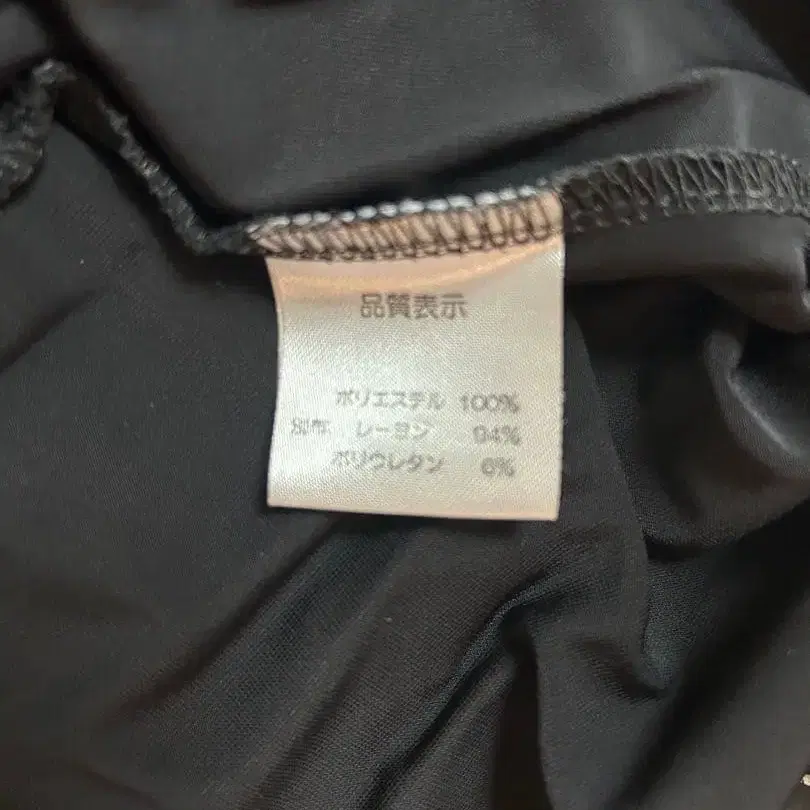 品質表示
ポリエステル 100%
別布 レーヨン 94%
ポリウレタン 6%